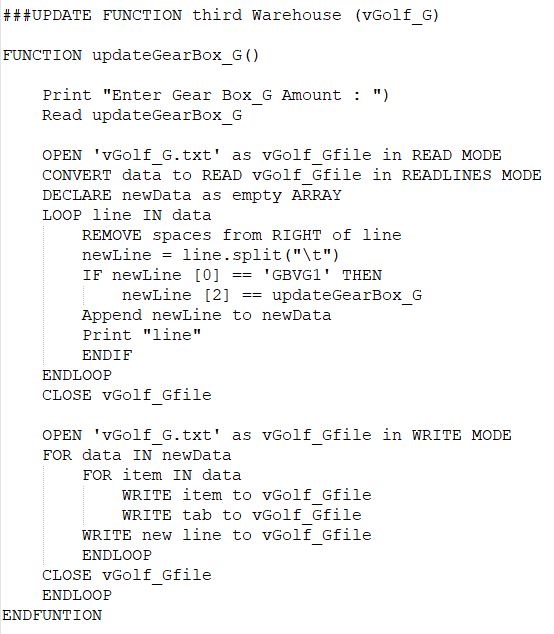 ###UPDATE FUNCTION third Warehouse (vGolf_G)
FUNCTION updateGearBox_G()
Print "Enter Gear Box_G Amount : ")
Read updateGearBox_G
OPEN 'vGolf_G.txt' as vGolf_Gfile in READ MODE
CONVERT data to READ vGolf_Gfile in READLINES MODE
DECLARE newData as empty ARRAY
LOOP line IN data
REMOVE spaces from RIGHT of line
newLine = line.split("\t")
IF newLine [0] == 'GBVG1' THEN
newLine [2] == updateGearBox_G
Append newLine to newData
Print "line"
ENDIF
ENDLOOP
CLOSE vGolf_Gfile
OPEN 'vGolf_G.txt' as vGolf_Gfile in WRITE MODE
FOR data IN newData
FOR item IN data
WRITE item to vGolf_Gfile
WRITE tab to vGolf_Gfile
WRITE new line to vGolf_Gfile
ENDLOOP
CLOSE vGolf_Gfile
ENDLOOP
ENDFUNTION